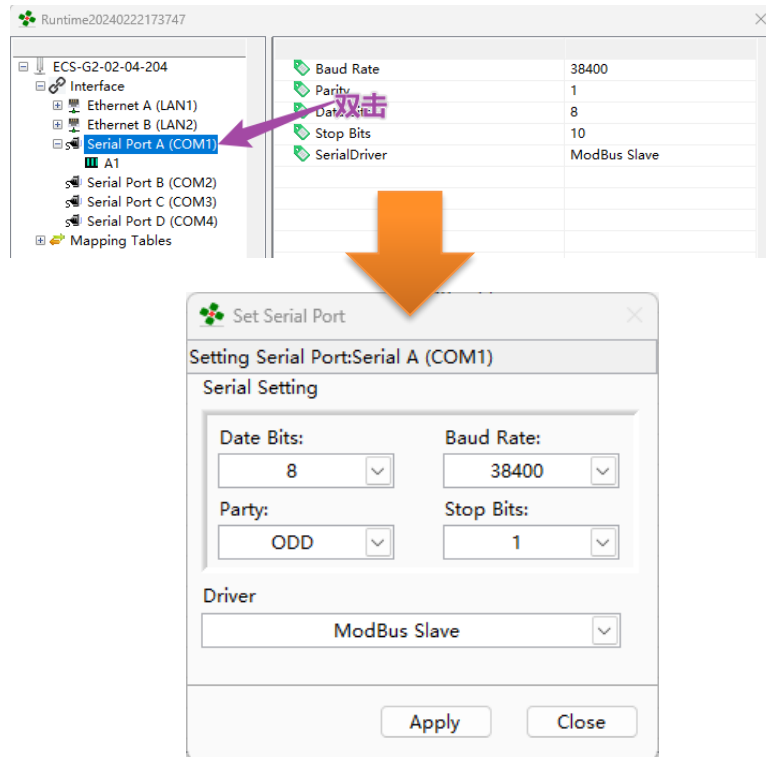 Runtime20240222173747
ECS-G2-02-04-204
Interface
Ethernet A (LAN1)
Ethernet B (LAN2)
Serial Port A (COM1)
A1
Serial Port B (COM2)
Serial Port C (COM3)
Serial Port D (COM4)
Mapping Tables
Baud Rate 38400
Parity 1
双击
8
Stop Bits 10
SerialDriver ModBus Slave
Set Serial Port
Setting Serial Port:Serial A (COM1)
Serial Setting
Date Bits: Baud Rate:
8 38400
Party: Stop Bits:
ODD 1
Driver
ModBus Slave
Apply Close